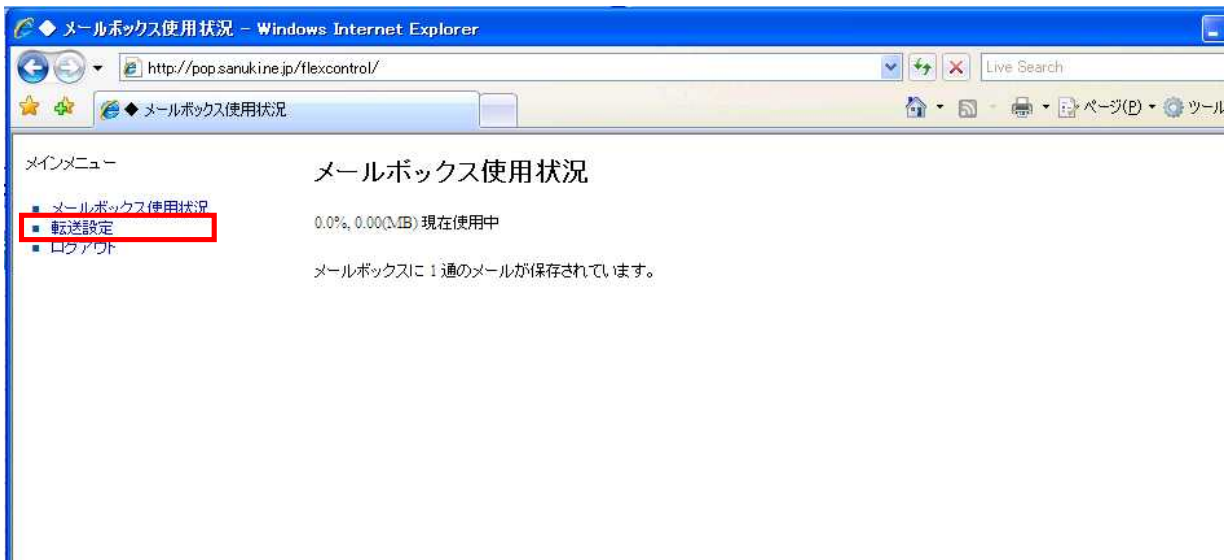 ◆ メールボックス使用状況 - Windows Internet Explorer
http://pop.sanuki.ne.jp/flexcontrol/
Live Search
◆ メールボックス使用状況
ページ(P)
ツール
メインメニュー
メールボックス使用状況
転送設定
ログアウト
メールボックス使用状況
0.0%, 0.00(MB) 現在使用中
メールボックスに 1 通のメールが保存されています。